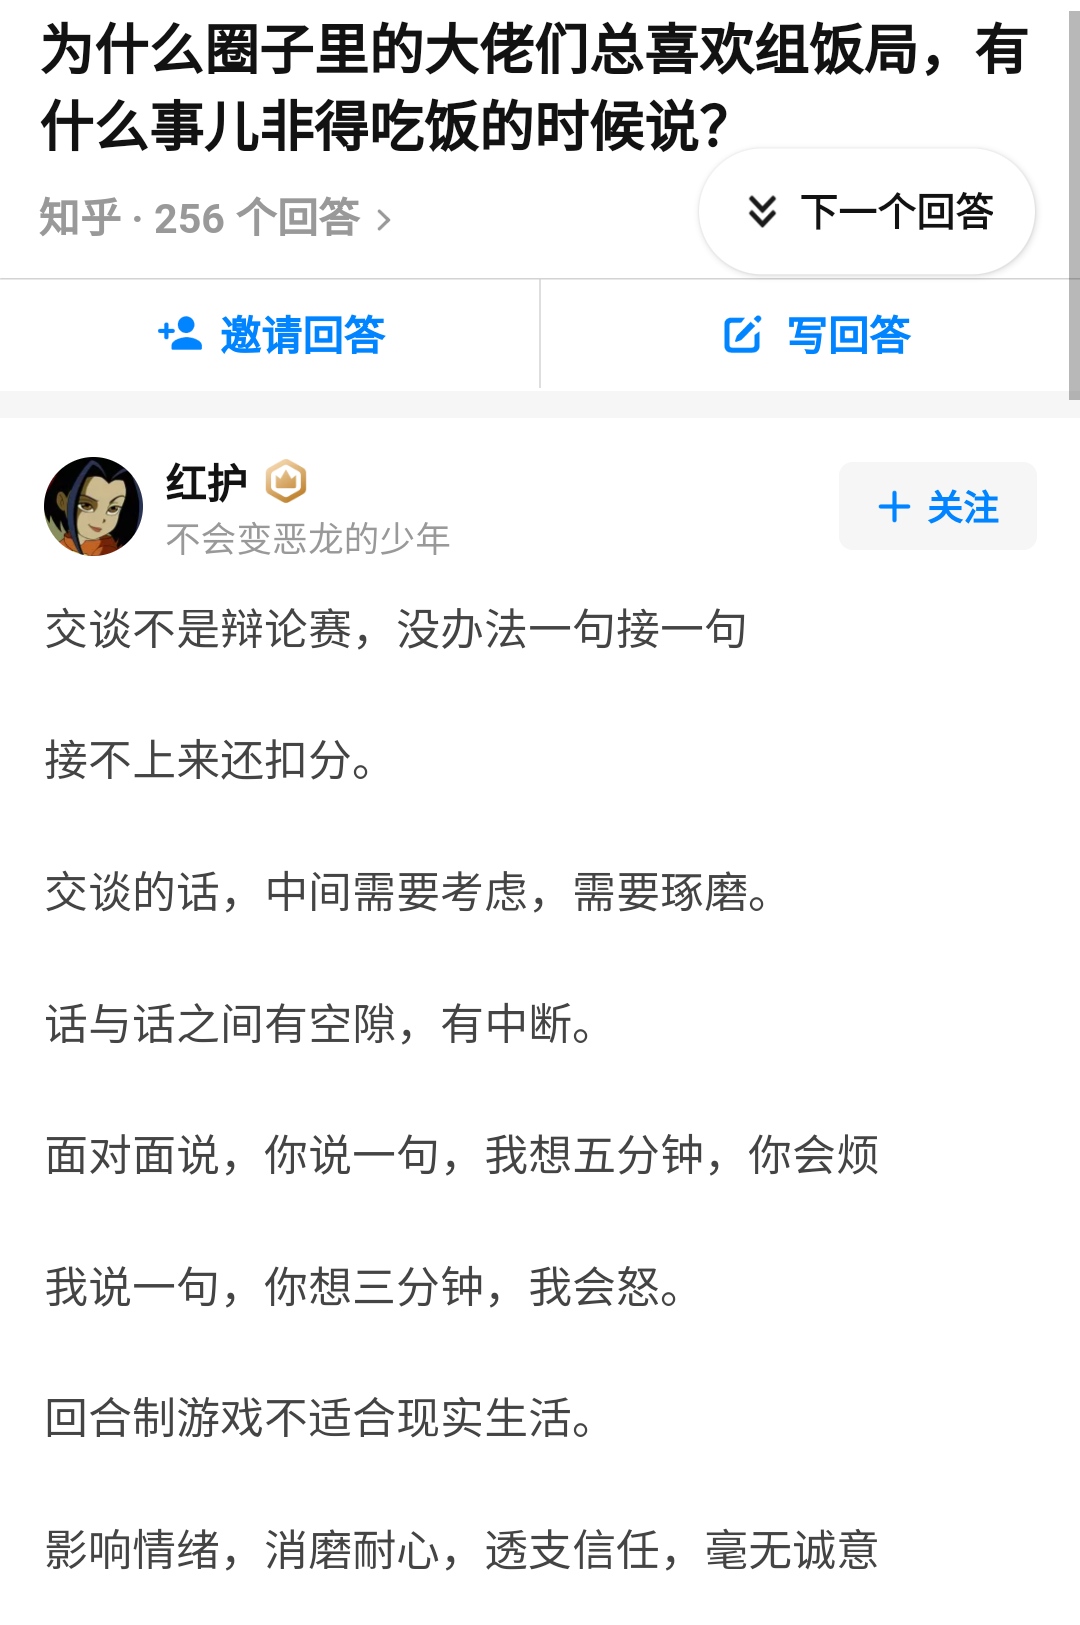 为什么圈子里的大佬们总喜欢组饭局，有
什么事儿非得吃饭的时候说？
知乎 · 256 个回答 >
下一个回答
邀请回答
写回答
红护
不会变恶龙的少年
+ 关注
交谈不是辩论赛，没办法一句接一句
接不上来还扣分。
交谈的话，中间需要考虑，需要琢磨。
话与话之间有空隙，有中断。
面对面说，你说一句，我想五分钟，你会烦
我说一句，你想三分钟，我会怒。
回合制游戏不适合现实生活。
影响情绪，消磨耐心，透支信任，毫无诚意